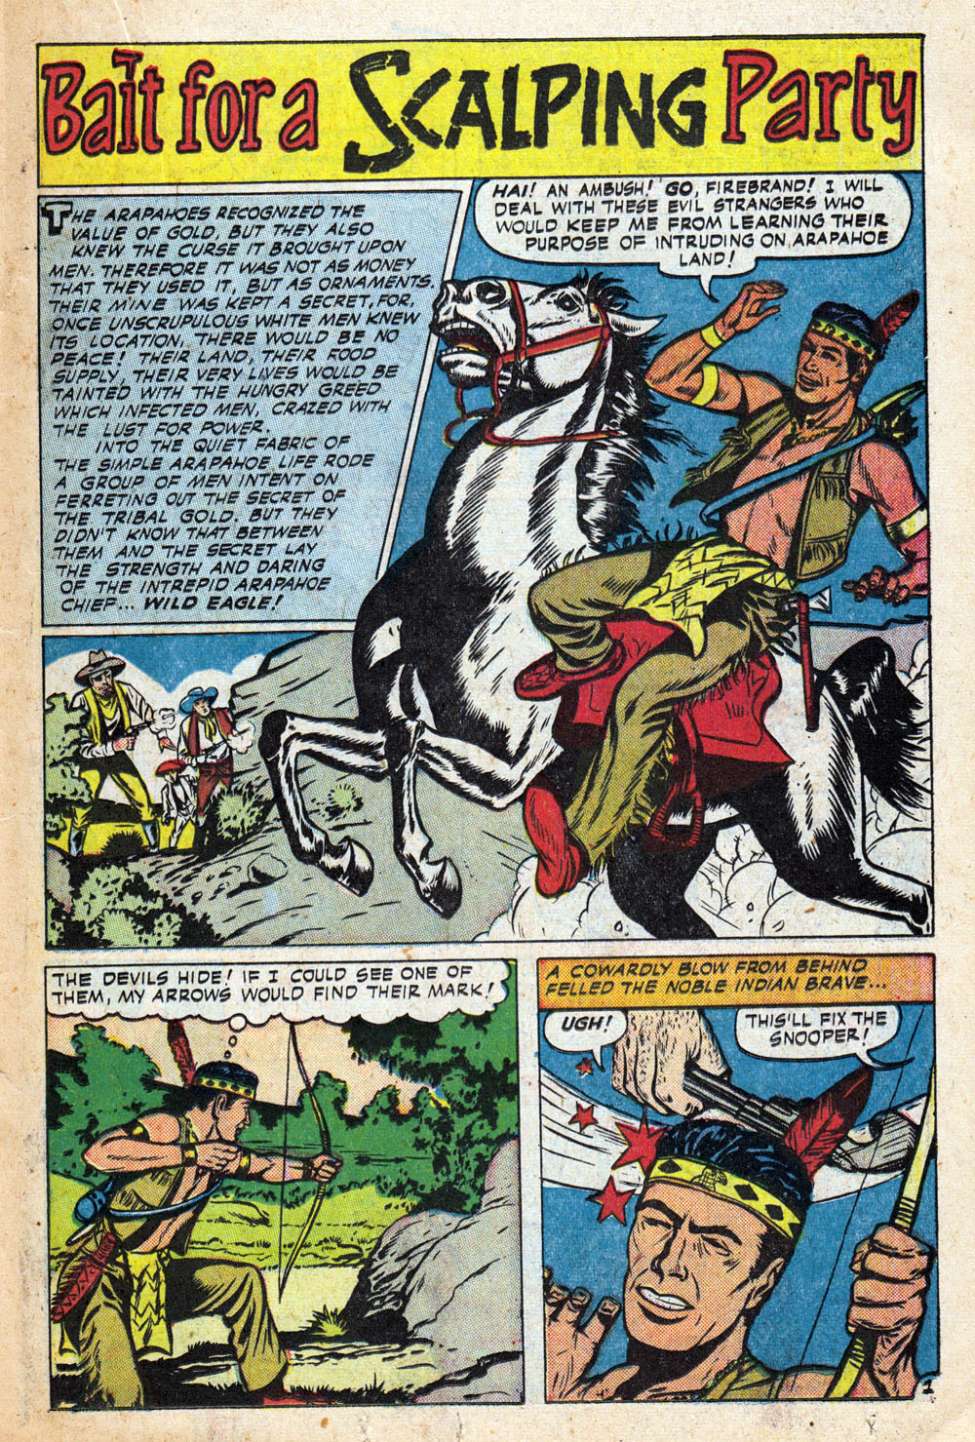 Bait for a SCALPING Party
THE ARAPAHOES RECOGNIZED THE
VALUE OF GOLD, BUT THEY ALSO
KNEW THE CURSE IT BROUGHT UPON
MEN. THEREFORE IT WAS NOT AS MONEY
THAT THEY USED IT, BUT AS ORNAMENTS.
THEIR MINE WAS KEPT A SECRET, FOR,
ONCE UNSCRUPULOUS WHITE MEN KNEW
ITS LOCATION, THERE WOULD BE NO
PEACE! THEIR LAND, THEIR FOOD
SUPPLY, THEIR VERY LIVES WOULD BE
TAINTED WITH THE HUNGRY GREED
WHICH INFECTED MEN, CRAZED WITH
THE LUST FOR POWER.
INTO THE QUIET FABRIC OF
THE SIMPLE ARAPAHOE LIFE RODE
A GROUP OF MEN INTENT ON
FERRETING OUT THE SECRET OF
THE TRIBAL GOLD. BUT THEY
DIDN'T KNOW THAT BETWEEN
THEM AND THE SECRET LAY
THE STRENGTH AND DARING
OF THE INTREPID ARAPAHOE
CHIEF... WILD EAGLE!
HAI! AN AMBUSH! GO, FIREBRAND! I WILL
DEAL WITH THESE EVIL STRANGERS WHO
WOULD KEEP ME FROM LEARNING THEIR
PURPOSE OF INTRUDING ON ARAPAHOE
LAND!
THE DEVILS HIDE! IF I COULD SEE ONE OF
THEM, MY ARROWS WOULD FIND THEIR MARK!
A COWARDLY BLOW FROM BEHIND
FELLED THE NOBLE INDIAN BRAVE...
UGH!
THIS'LL FIX THE
SNOOPER!
1